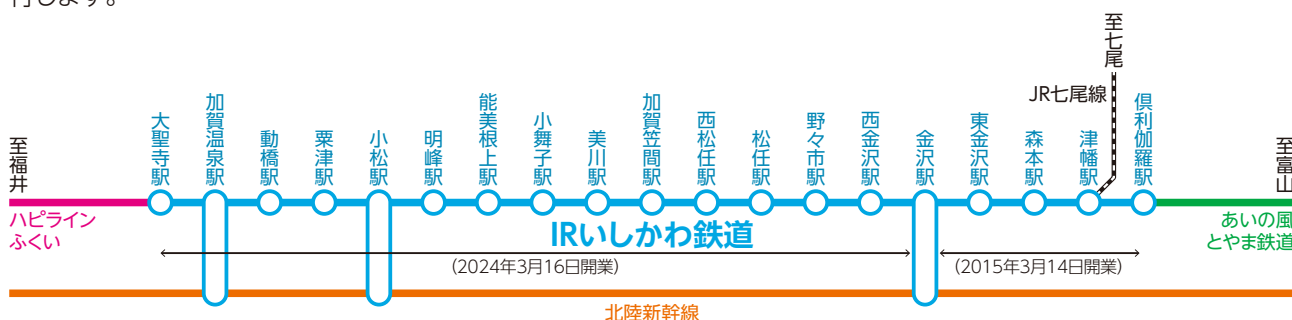 行します。
至七尾
JR七尾線
至福井
大聖寺駅
加賀温泉駅
動橋駅
粟津駅
小松駅
明峰駅
能美根上駅
小舞子駅
美川駅
加賀笠間駅
西松任駅
松任駅
野々市駅
西金沢駅
金沢駅
東金沢駅
森本駅
津幡駅
倶利伽羅駅
至富山
ハピライン
ふくい
IRいしかわ鉄道
あいの風
とやま鉄道
(2024年3月16日開業)
(2015年3月14日開業)
北陸新幹線